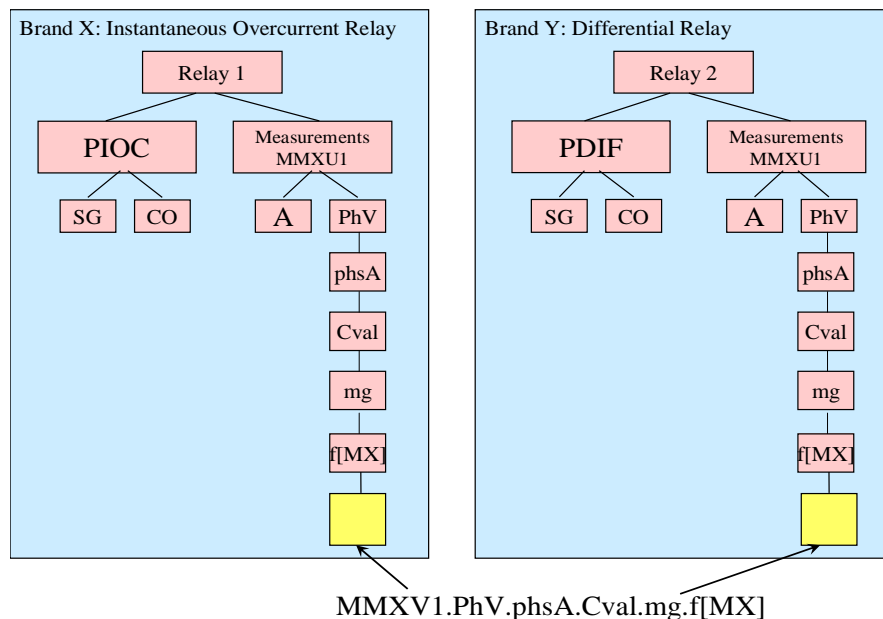 Brand X: Instantaneous Overcurrent Relay
Relay 1
PIOC
Measurements
MMXU1
SG
CO
A
PhV
phsA
Cval
mg
f[MX]
Brand Y: Differential Relay
Relay 2
PDIF
Measurements
MMXU1
SG
CO
A
PhV
phsA
Cval
mg
f[MX]
MMXV1.PhV.phsA.Cval.mg.f[MX]